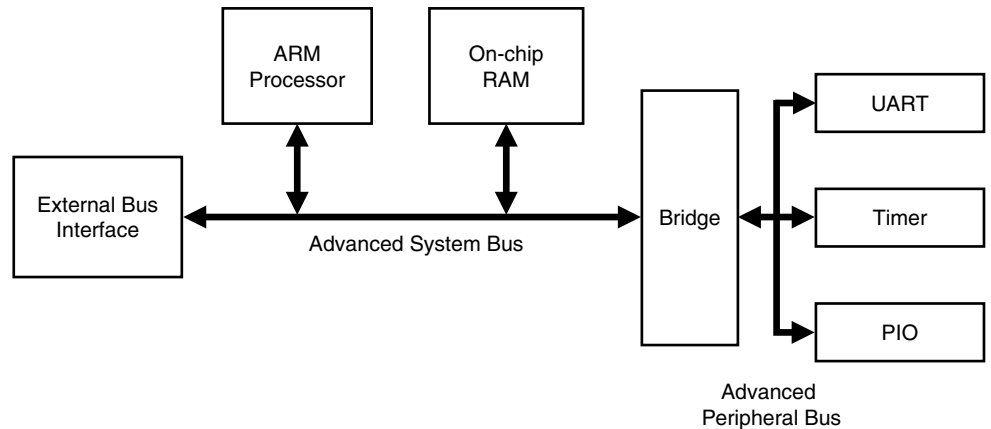 ARM
Processor
On-chip
RAM
UART
External Bus
Interface
Advanced System Bus
Bridge
Timer
PIO
Advanced
Peripheral Bus